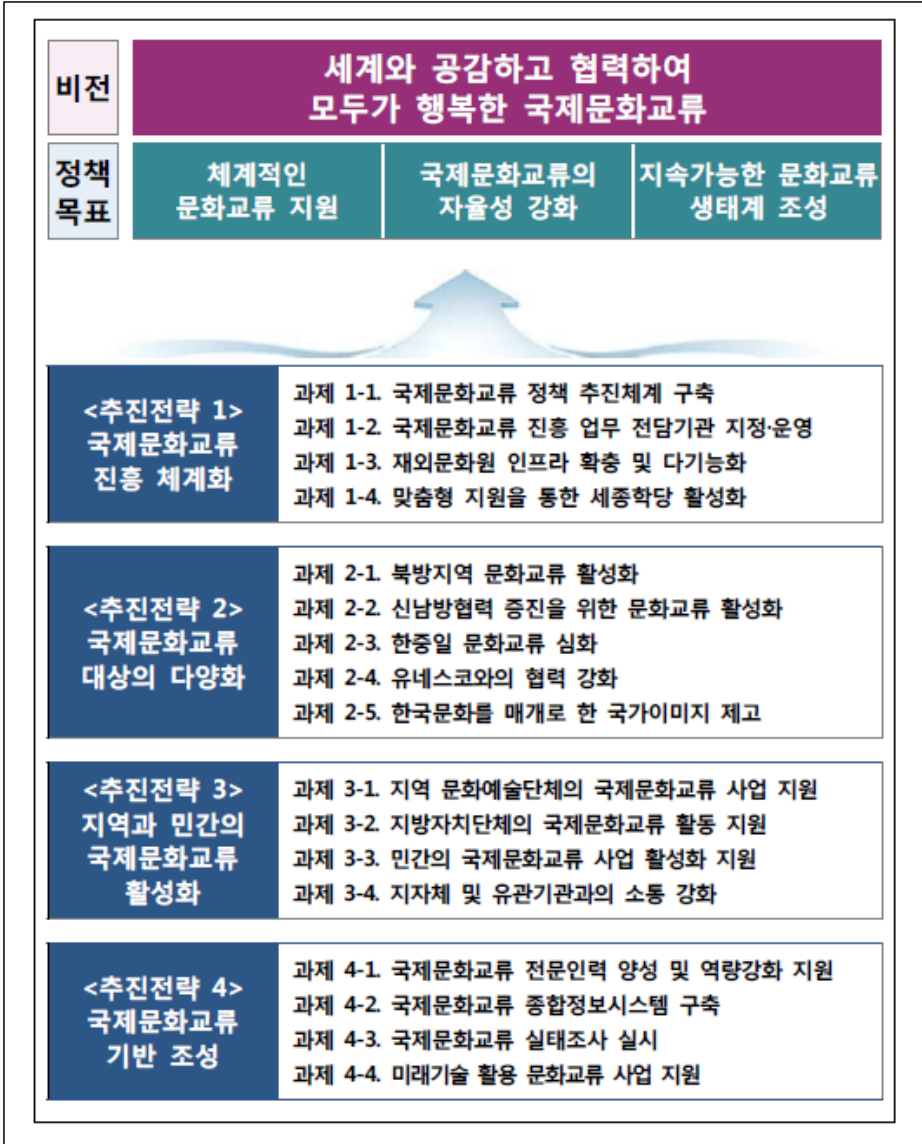 비전
세계와 공감하고 협력하여
모두가 행복한 국제문화교류
정책
목표
체계적인
문화교류 지원
국제문화교류의
자율성 강화
지속가능한 문화교류
생태계 조성
<추진전략 1>
국제문화교류
진흥 체계화
과제 1-1. 국제문화교류 정책 추진체계 구축
과제 1-2. 국제문화교류 진흥 업무 전담기관 지정·운영
과제 1-3. 재외문화원 인프라 확충 및 다기능화
과제 1-4. 맞춤형 지원을 통한 세종학당 활성화
<추진전략 2>
국제문화교류
대상의 다양화
과제 2-1. 북방지역 문화교류 활성화
과제 2-2. 신남방협력 증진을 위한 문화교류 활성화
과제 2-3. 한중일 문화교류 심화
과제 2-4. 유네스코와의 협력 강화
과제 2-5. 한국문화를 매개로 한 국가이미지 제고
<추진전략 3>
지역과 민간의
국제문화교류
활성화
과제 3-1. 지역 문화예술단체의 국제문화교류 사업 지원
과제 3-2. 지방자치단체의 국제문화교류 활동 지원
과제 3-3. 민간의 국제문화교류 사업 활성화 지원
과제 3-4. 지자체 및 유관기관과의 소통 강화
<추진전략 4>
국제문화교류
기반 조성
과제 4-1. 국제문화교류 전문인력 양성 및 역량강화 지원
과제 4-2. 국제문화교류 종합정보시스템 구축
과제 4-3. 국제문화교류 실태조사 실시
과제 4-4. 미래기술 활용 문화교류 사업 지원